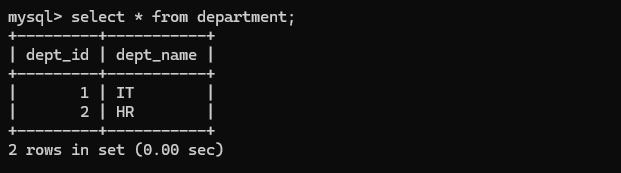 mysql> select * from department;
+---------+-----------+
| dept_id | dept_name |
+---------+-----------+
|       1 | IT        |
|       2 | HR        |
+---------+-----------+
2 rows in set (0.00 sec)